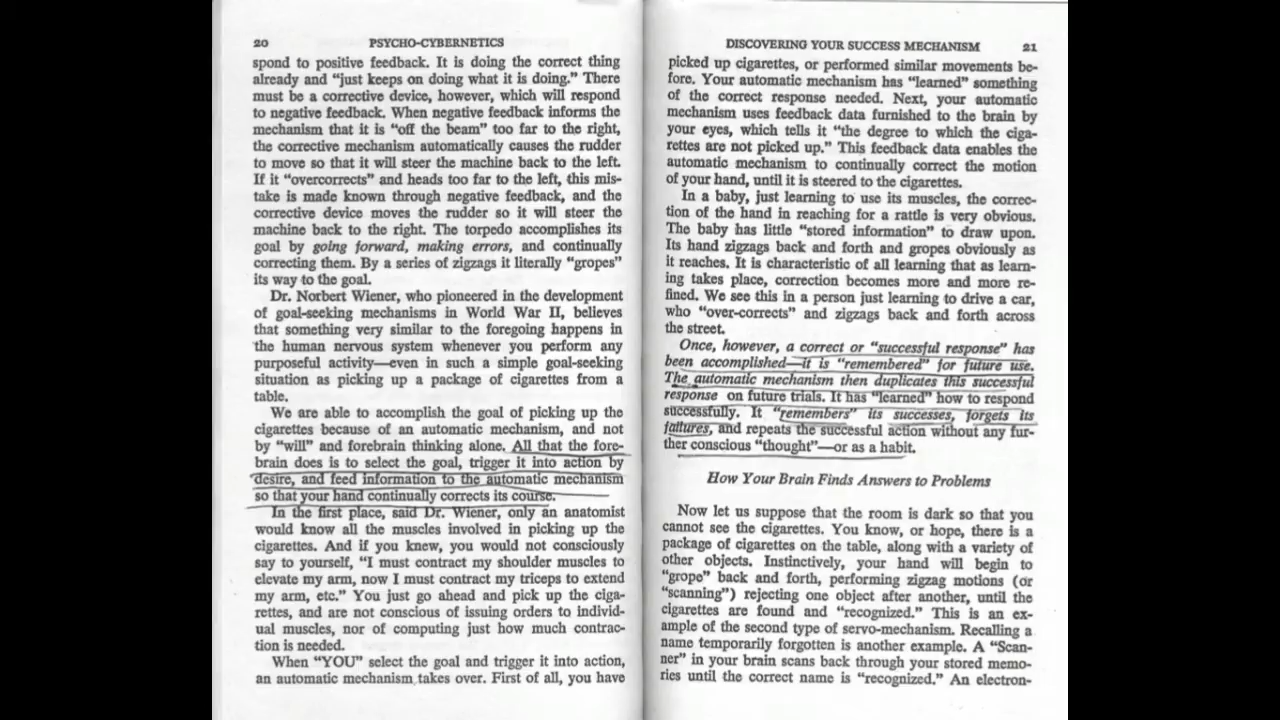 20 PSYCHO-CYBERNETICS
spond to positive feedback. It is doing the correct thing
already and “just keeps on doing what it is doing.” There
must be a corrective device, however, which will respond
to negative feedback. When negative feedback informs the
mechanism that it is “off the beam” too far to the right,
the corrective mechanism automatically causes the rudder
to move so that it will steer the machine back to the left.
If it “overcorrects” and heads too far to the left, this mis-
take is made known through negative feedback, and the
corrective device moves the rudder so it will steer the
machine back to the right. The torpedo accomplishes its
goal by going forward, making errors, and continually
correcting them. By a series of zigzags it literally “gropes”
its way to the goal.
Dr. Norbert Wiener, who pioneered in the development
of goal-seeking mechanisms in World War II, believes
that something very similar to the foregoing happens in
the human nervous system whenever you perform any
purposeful activity—even in such a simple goal-seeking
situation as picking up a package of cigarettes from a
table.
We are able to accomplish the goal of picking up the
cigarettes because of an automatic mechanism, and not
by “will” and forebrain thinking alone. All that the fore-
brain does is to select the goal, trigger it into action by
desire, and feed information to the automatic mechanism
so that your hand continually corrects its course.
In the first place, said Dr. Wiener, only an anatomist
would know all the muscles involved in picking up the
cigarettes. And if you knew, you would not consciously
say to yourself, “I must contract my shoulder muscles to
elevate my arm, now I must contract my triceps to extend
my arm, etc.” You just go ahead and pick up the ciga-
rettes, and are not conscious of issuing orders to individ-
ual muscles, nor of computing just how much contrac-
tion is needed.
When “YOU” select the goal and trigger it into action,
an automatic mechanism takes over. First of all, you have
DISCOVERING YOUR SUCCESS MECHANISM 21
picked up cigarettes, or performed similar movements be-
fore. Your automatic mechanism has “learned” something
of the correct response needed. Next, your automatic
mechanism uses feedback data furnished to the brain by
your eyes, which tells it “the degree to which the ciga-
rettes are not picked up.” This feedback data enables the
automatic mechanism to continually correct the motion
of your hand, until it is steered to the cigarettes.
In a baby, just learning to use its muscles, the correc-
tion of the hand in reaching for a rattle is very obvious.
The baby has little “stored information” to draw upon.
Its hand zigzags back and forth and gropes obviously as
it reaches. It is characteristic of all learning that as learn-
ing takes place, correction becomes more and more re-
fined. We see this in a person just learning to drive a car,
who “over-corrects” and zigzags back and forth across
the street.
Once, however, a correct or “successful response” has
been accomplished—it is “remembered” for future use.
The automatic mechanism then duplicates this successful
response on future trials. It has “learned” how to respond
successfully. It “remembers” its successes, forgets its
failures, and repeats the successful action without any fur-
ther conscious “thought”—or as a habit.
How Your Brain Finds Answers to Problems
Now let us suppose that the room is dark so that you
cannot see the cigarettes. You know, or hope, there is a
package of cigarettes on the table, along with a variety of
other objects. Instinctively, your hand will begin to
“grope” back and forth, performing zigzag motions (or
“scanning”) rejecting one object after another, until the
cigarettes are found and “recognized.” This is an ex-
ample of the second type of servo-mechanism. Recalling a
name temporarily forgotten is another example. A “Scan-
ner” in your brain scans back through your stored memo-
ries until the correct name is “recognized.” An electron-